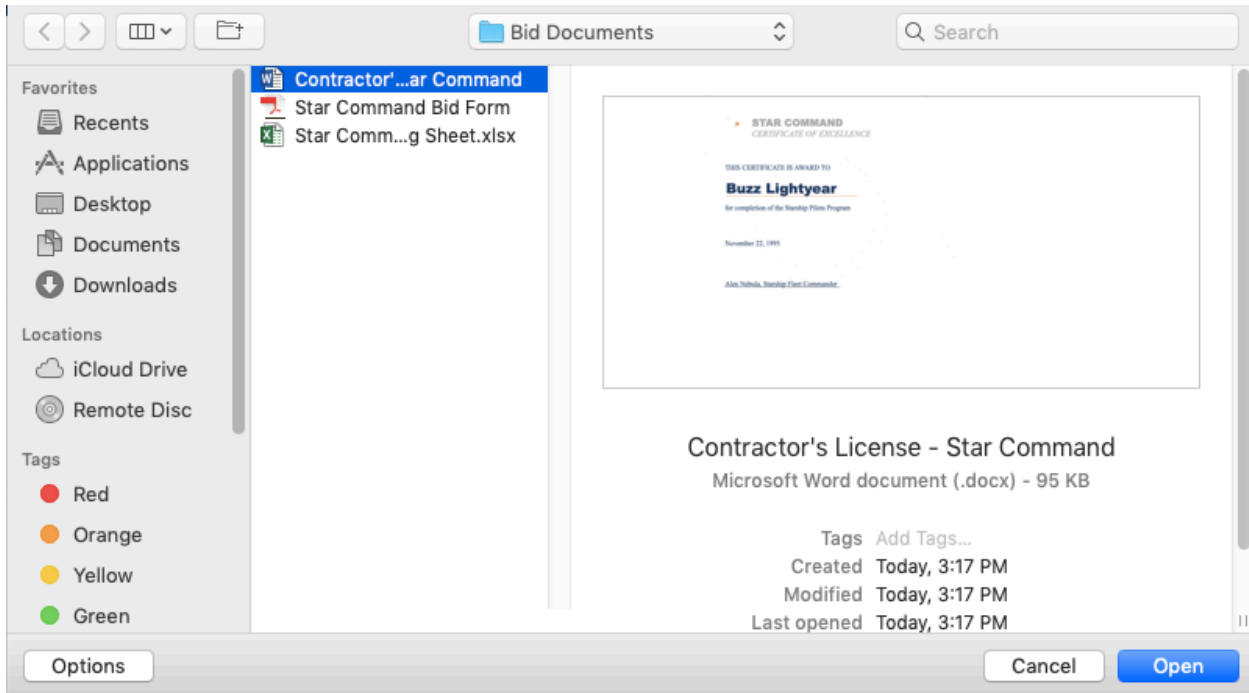 Bid Documents
Search
Favorites
Recents
Applications
Desktop
Documents
Downloads
Locations
iCloud Drive
Remote Disc
Tags
Red
Orange
Yellow
Green
Contractor'...ar Command
Star Command Bid Form
Star Comm...g Sheet.xlsx
STAR COMMAND
CERTIFICATE OF EXCELLENCE
THIS CERTIFICATE IS AWARD TO
Buzz Lightyear
for completion of the Starship Pilots Program
November 22, 1995
Alex Nebula, Starship Fleet Commander
Contractor's License - Star Command
Microsoft Word document (.docx) - 95 KB
Tags Add Tags...
Created Today, 3:17 PM
Modified Today, 3:17 PM
Last opened Today, 3:17 PM
Options
Cancel
Open